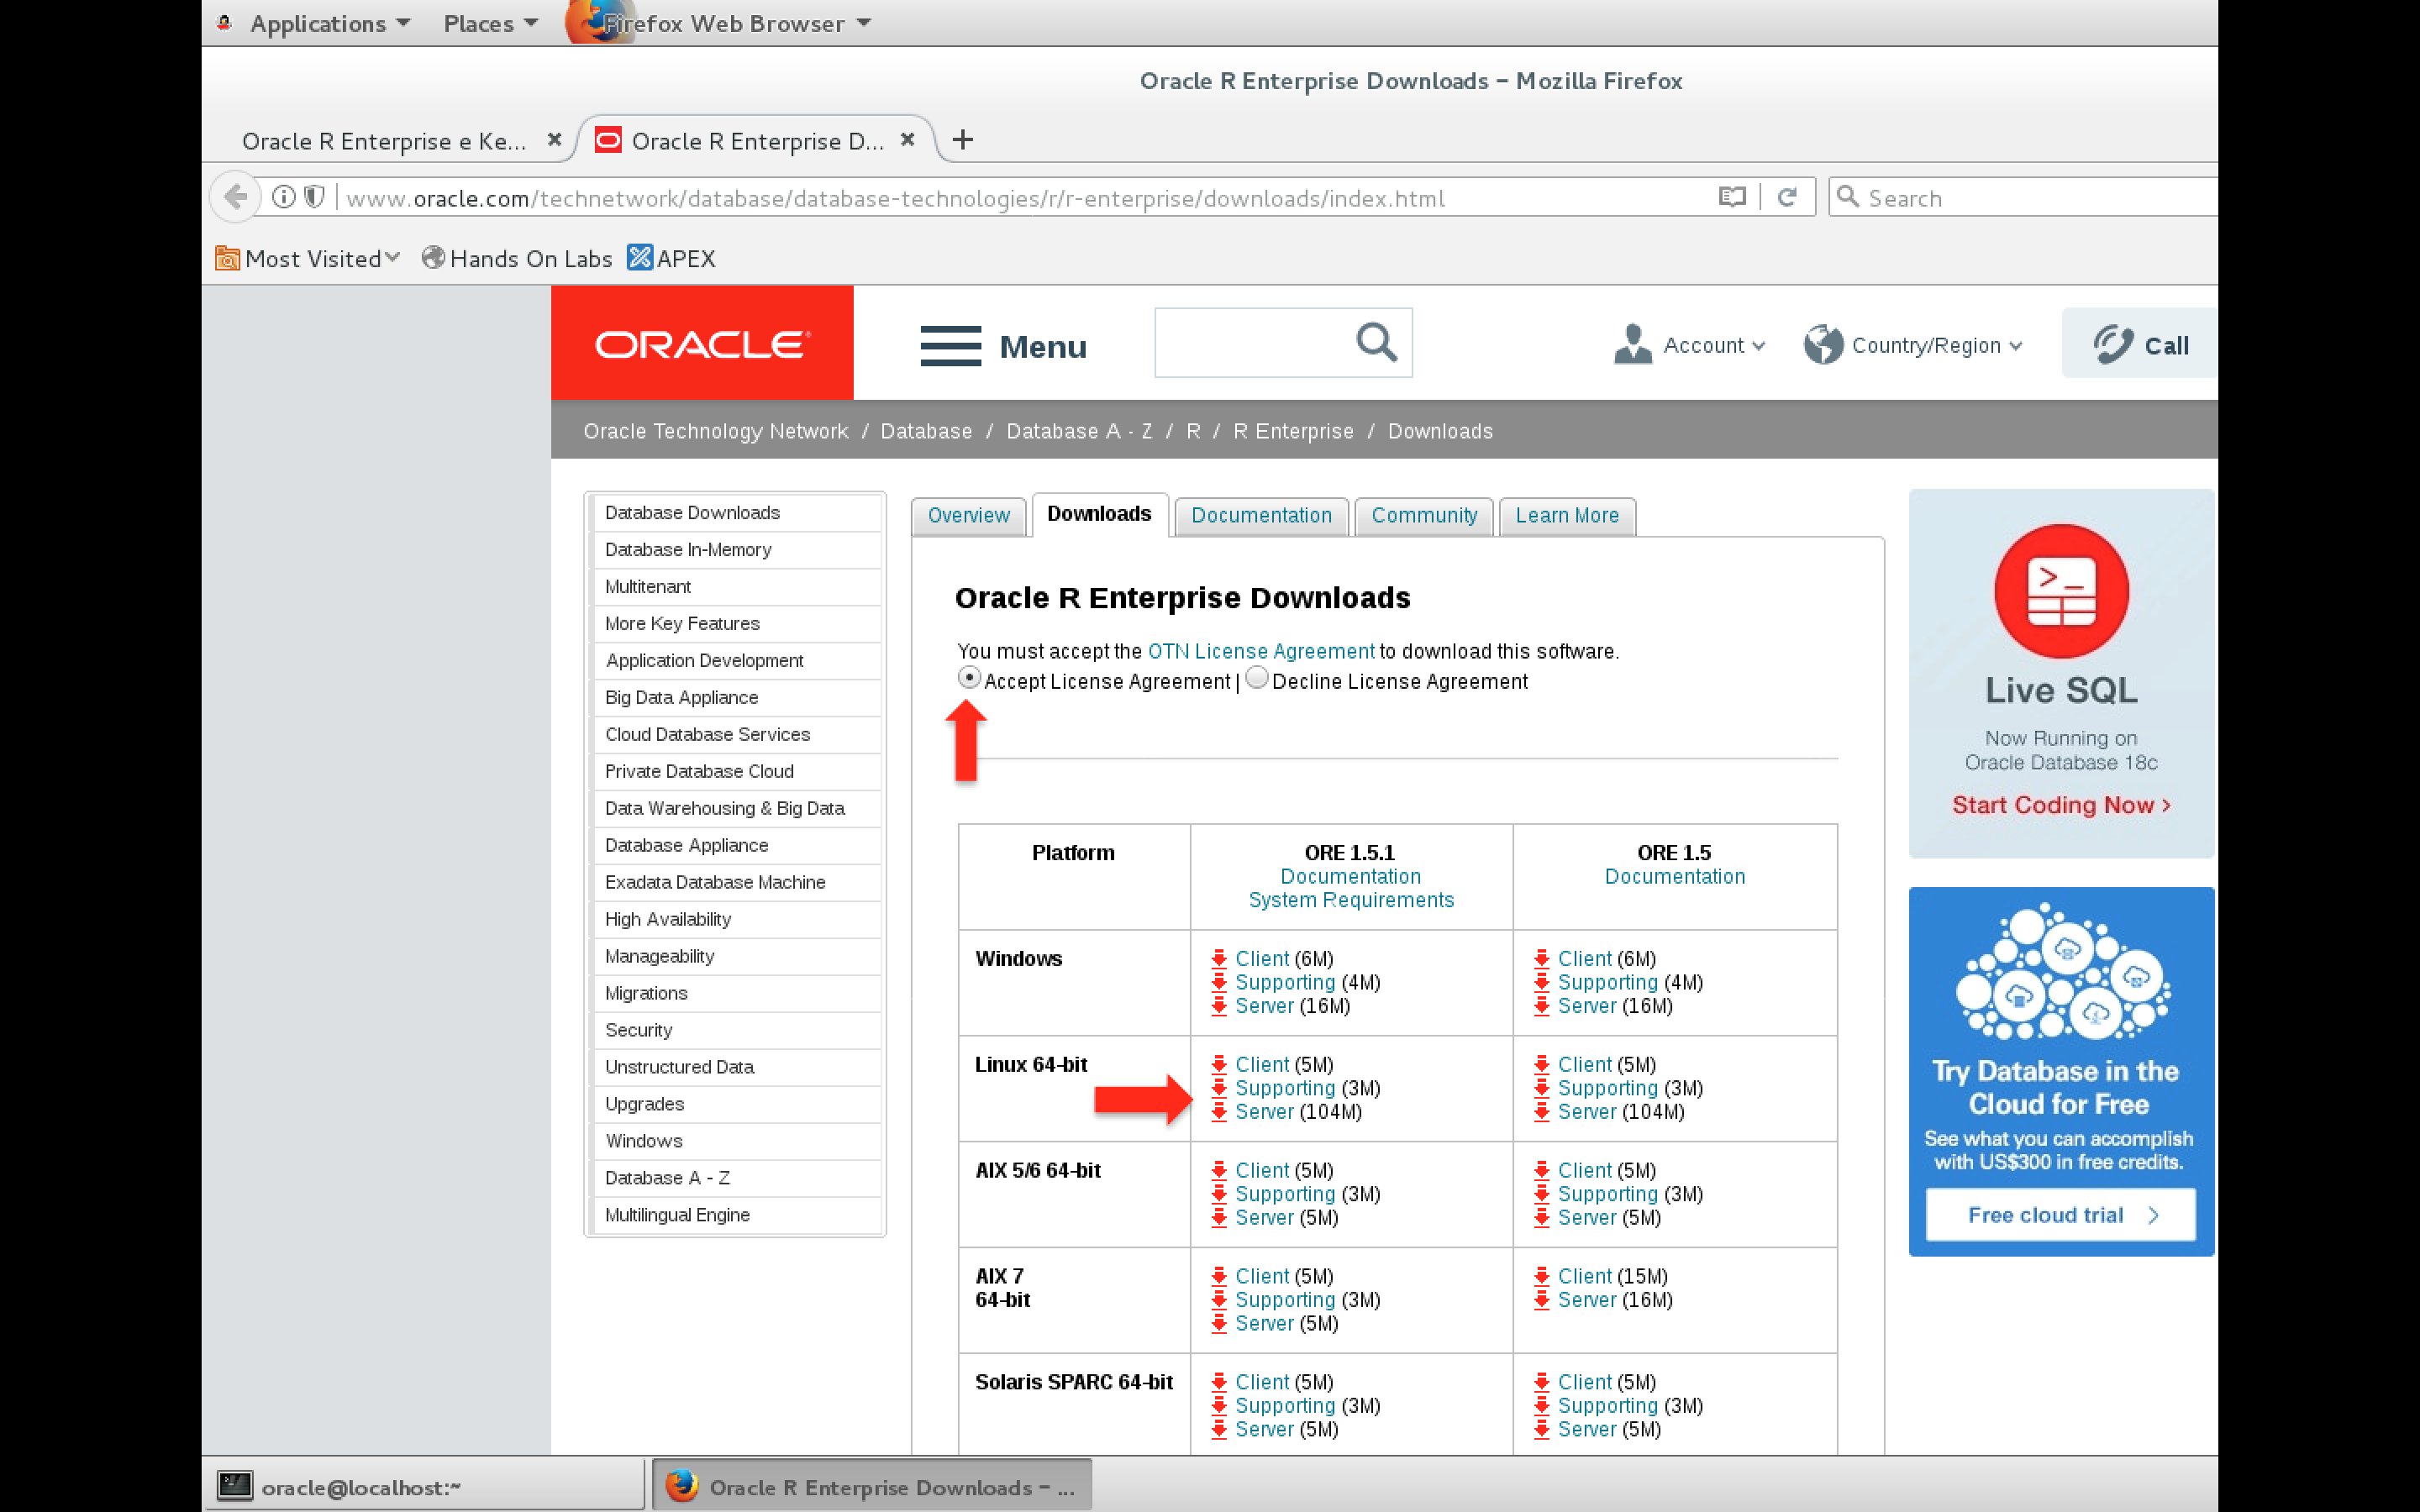 Applications Places Firefox Web Browser
Oracle R Enterprise Downloads – Mozilla Firefox
Oracle R Enterprise e Ke...
Oracle R Enterprise D...
www.oracle.com/technetwork/database/database-technologies/r/r-enterprise/downloads/index.html
Search
Most Visited Hands On Labs APEX
ORACLE
Menu
Account
Country/Region
Call
Oracle Technology Network / Database / Database A - Z / R / R Enterprise / Downloads
Database Downloads
Database In-Memory
Multitenant
More Key Features
Application Development
Big Data Appliance
Cloud Database Services
Private Database Cloud
Data Warehousing & Big Data
Database Appliance
Exadata Database Machine
High Availability
Manageability
Migrations
Security
Unstructured Data
Upgrades
Windows
Database A - Z
Multilingual Engine
Overview Downloads Documentation Community Learn More
Oracle R Enterprise Downloads
You must accept the OTN License Agreement to download this software.
Accept License Agreement | Decline License Agreement
Platform
ORE 1.5.1
Documentation
System Requirements
ORE 1.5
Documentation
Windows
Client (6M)
Supporting (4M)
Server (16M)
Client (6M)
Supporting (4M)
Server (16M)
Linux 64-bit
Client (5M)
Supporting (3M)
Server (104M)
Client (5M)
Supporting (3M)
Server (104M)
AIX 5/6 64-bit
Client (5M)
Supporting (3M)
Server (5M)
Client (5M)
Supporting (3M)
Server (5M)
AIX 7
64-bit
Client (5M)
Supporting (3M)
Server (5M)
Client (15M)
Server (16M)
Solaris SPARC 64-bit
Client (5M)
Supporting (3M)
Server (5M)
Client (5M)
Supporting (3M)
Server (5M)
Live SQL
Now Running on
Oracle Database 18c
Start Coding Now >
Try Database in the
Cloud for Free
See what you can accomplish
with US$300 in free credits.
Free cloud trial >
oracle@localhost:~
Oracle R Enterprise Downloads – ...